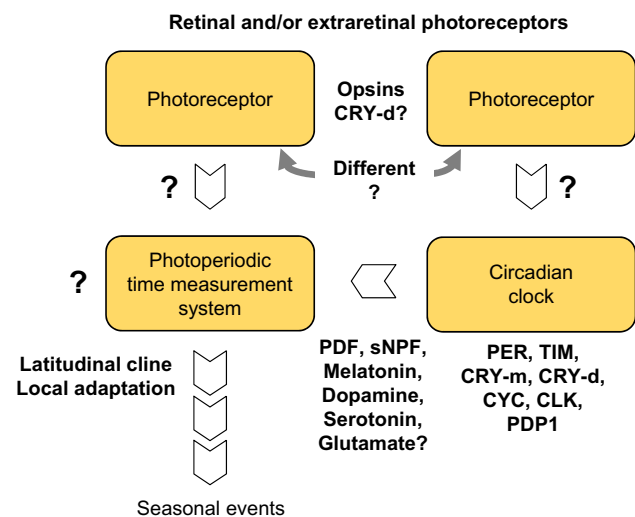 Retinal and/or extraretinal photoreceptors
Photoreceptor
Opsins
CRY-d?
Photoreceptor
Different
?
?
?
Photoperiodic
time measurement
system
?
Circadian
clock
Latitudinal cline
Local adaptation
PDF, sNPF,
Melatonin,
Dopamine,
Serotonin,
Glutamate?
PER, TIM,
CRY-m, CRY-d,
CYC, CLK,
PDP1
Seasonal events